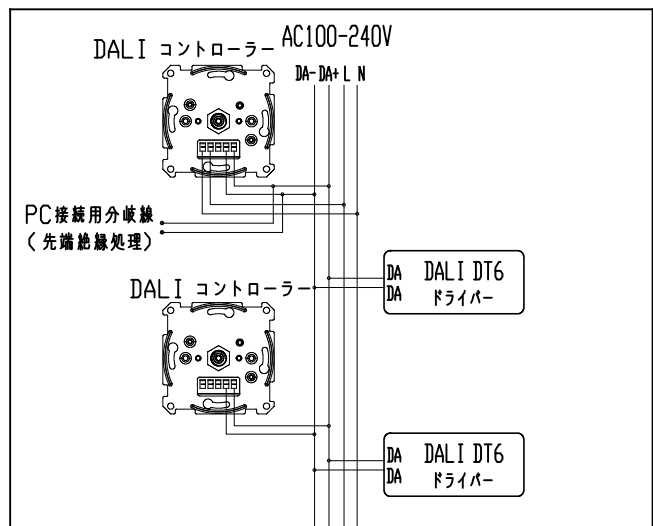 DALI コントローラー AC100-240V
DA- DA+ L N
PC接続用分岐線
(先端絶縁処理)
DA DALI DT6
DA ドライバー
DALI コントローラー
DA DALI DT6
DA ドライバー